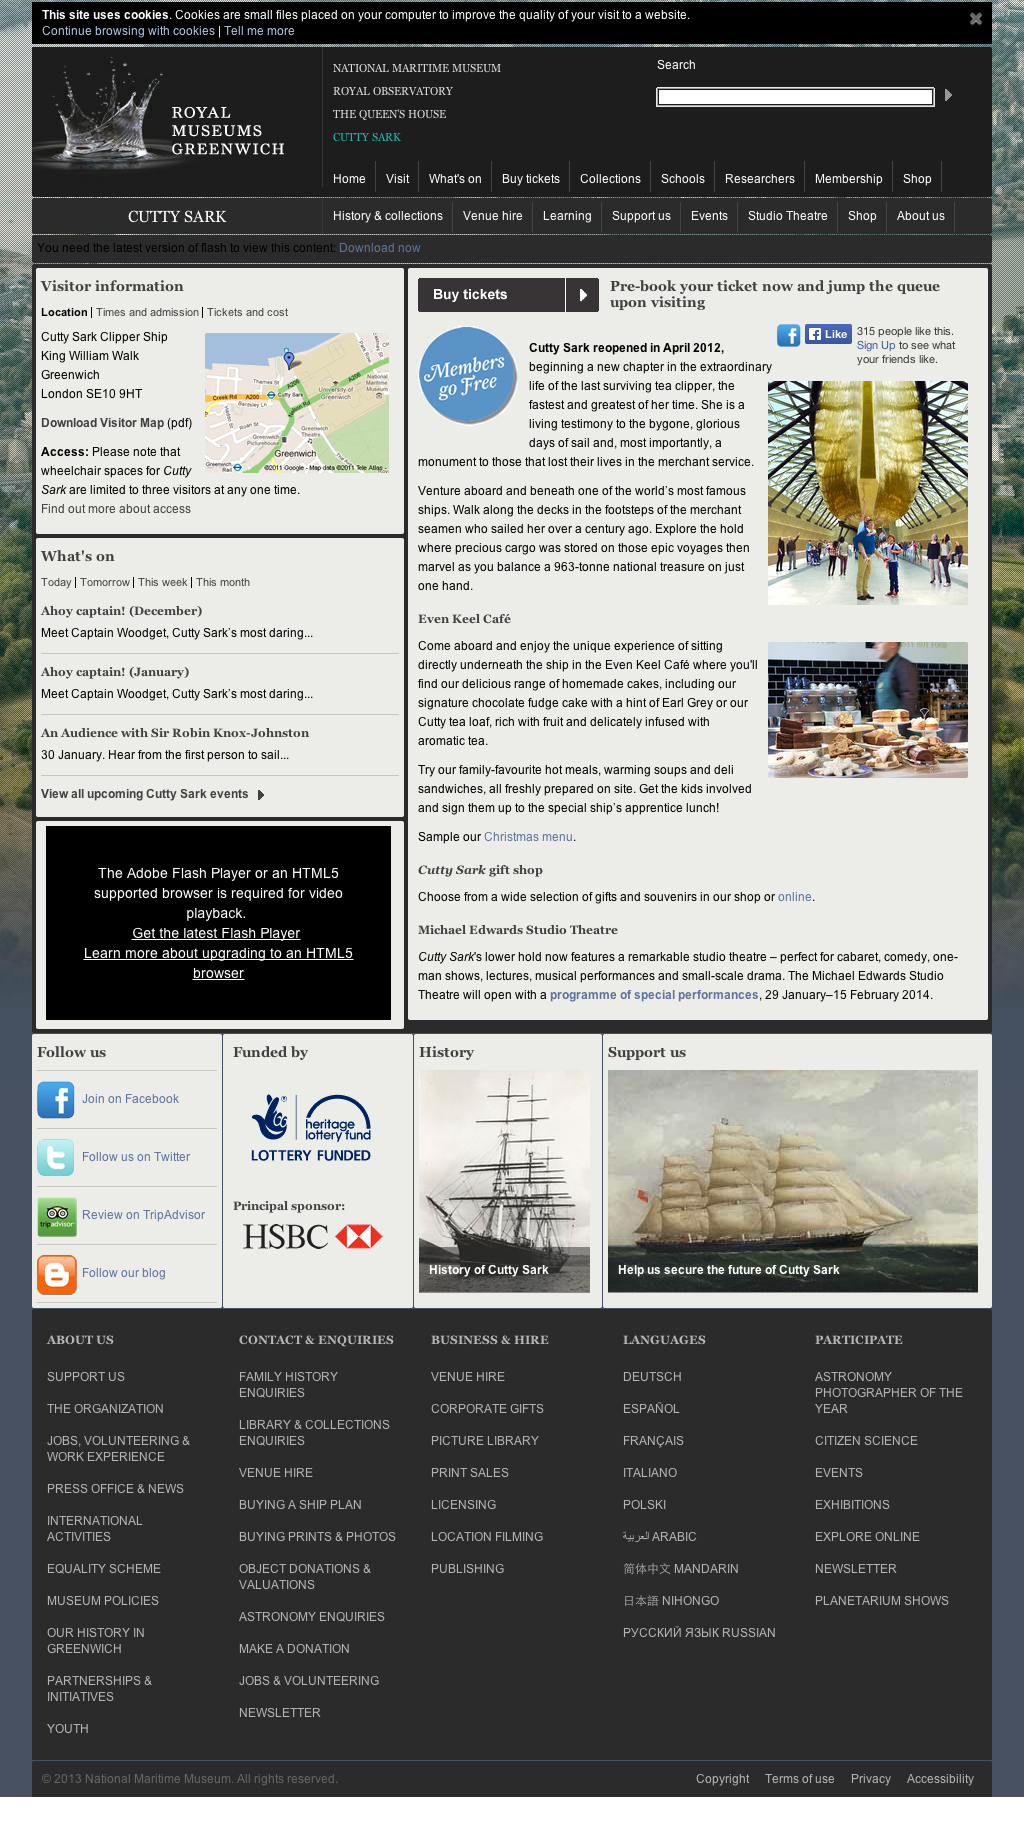 This site uses cookies. Cookies are small files placed on your computer to improve the quality of your visit to a website.
Continue browsing with cookies | Tell me more
ROYAL
MUSEUMS
GREENWICH
NATIONAL MARITIME MUSEUM
ROYAL OBSERVATORY
THE QUEEN'S HOUSE
CUTTY SARK
Search
Home
Visit
What's on
Buy tickets
Collections
Schools
Researchers
Membership
Shop
CUTTY SARK
History & collections
Venue hire
Learning
Support us
Events
Studio Theatre
Shop
About us
You need the latest version of flash to view this content: Download now
Visitor information
Location | Times and admission | Tickets and cost
Cutty Sark Clipper Ship
King William Walk
Greenwich
London SE10 9HT
Download Visitor Map (pdf)
Access: Please note that
wheelchair spaces for Cutty
Sark are limited to three visitors at any one time.
Find out more about access
Thames St
Creek Rd
A200
A206
Cutty Sark
Bardsley Ln
University of
Greenwich
National
Maritime
Museum
Roan St
Greenwich
Picturehouse
Greenwich
Theatre
Greenwich
Greenwich
Rail
©2011 Google - Map data ©2011 Tele Atlas -
What's on
Today | Tomorrow | This week | This month
Ahoy captain! (December)
Meet Captain Woodget, Cutty Sark's most daring...
Ahoy captain! (January)
Meet Captain Woodget, Cutty Sark's most daring...
An Audience with Sir Robin Knox-Johnston
30 January. Hear from the first person to sail...
View all upcoming Cutty Sark events
The Adobe Flash Player or an HTML5
supported browser is required for video
playback.
Get the latest Flash Player
Learn more about upgrading to an HTML5
browser
Buy tickets
Pre-book your ticket now and jump the queue
upon visiting
Members
go Free
Like
315 people like this.
Sign Up to see what
your friends like.
Cutty Sark reopened in April 2012,
beginning a new chapter in the extraordinary
life of the last surviving tea clipper, the
fastest and greatest of her time. She is a
living testimony to the bygone, glorious
days of sail and, most importantly, a
monument to those that lost their lives in the merchant service.
Venture aboard and beneath one of the world's most famous
ships. Walk along the decks in the footsteps of the merchant
seamen who sailed her over a century ago. Explore the hold
where precious cargo was stored on those epic voyages then
marvel as you balance a 963-tonne national treasure on just
one hand.
Even Keel Café
Come aboard and enjoy the unique experience of sitting
directly underneath the ship in the Even Keel Café where you'll
find our delicious range of homemade cakes, including our
signature chocolate fudge cake with a hint of Earl Grey or our
Cutty tea loaf, rich with fruit and delicately infused with
aromatic tea.
Try our family-favourite hot meals, warming soups and deli
sandwiches, all freshly prepared on site. Get the kids involved
and sign them up to the special ship's apprentice lunch!
Sample our Christmas menu.
Cutty Sark gift shop
Choose from a wide selection of gifts and souvenirs in our shop or online.
Michael Edwards Studio Theatre
Cutty Sark's lower hold now features a remarkable studio theatre – perfect for cabaret, comedy, one-
man shows, lectures, musical performances and small-scale drama. The Michael Edwards Studio
Theatre will open with a programme of special performances, 29 January–15 February 2014.
Follow us
Join on Facebook
Follow us on Twitter
tripadvisor
Review on TripAdvisor
Follow our blog
Funded by
heritage
lottery fund
LOTTERY FUNDED
Principal sponsor:
HSBC
History
History of Cutty Sark
Support us
Help us secure the future of Cutty Sark
ABOUT US
SUPPORT US
THE ORGANIZATION
JOBS, VOLUNTEERING &
WORK EXPERIENCE
PRESS OFFICE & NEWS
INTERNATIONAL
ACTIVITIES
EQUALITY SCHEME
MUSEUM POLICIES
OUR HISTORY IN
GREENWICH
PARTNERSHIPS &
INITIATIVES
YOUTH
CONTACT & ENQUIRIES
FAMILY HISTORY
ENQUIRIES
LIBRARY & COLLECTIONS
ENQUIRIES
VENUE HIRE
BUYING A SHIP PLAN
BUYING PRINTS & PHOTOS
OBJECT DONATIONS &
VALUATIONS
ASTRONOMY ENQUIRIES
MAKE A DONATION
JOBS & VOLUNTEERING
NEWSLETTER
BUSINESS & HIRE
VENUE HIRE
CORPORATE GIFTS
PICTURE LIBRARY
PRINT SALES
LICENSING
LOCATION FILMING
PUBLISHING
LANGUAGES
DEUTSCH
ESPAÑOL
FRANÇAIS
ITALIANO
POLSKI
العربية ARABIC
简体中文 MANDARIN
日本語 NIHONGO
РУССКИЙ ЯЗЫК RUSSIAN
PARTICIPATE
ASTRONOMY
PHOTOGRAPHER OF THE
YEAR
CITIZEN SCIENCE
EVENTS
EXHIBITIONS
EXPLORE ONLINE
NEWSLETTER
PLANETARIUM SHOWS
© 2013 National Maritime Museum. All rights reserved.
Copyright
Terms of use
Privacy
Accessibility